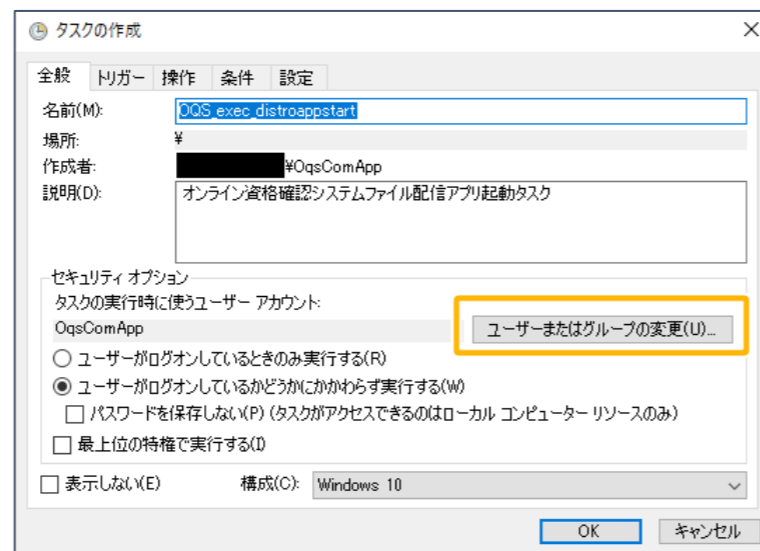 タスクの作成
全般 トリガー 操作 条件 設定
名前(M): OQS_exec_distroappstart
場所: ¥
作成者: ¥OqsComApp
説明(D): オンライン資格確認システムファイル配信アプリ起動タスク
セキュリティ オプション
タスクの実行時に使うユーザー アカウント:
OqsComApp ユーザーまたはグループの変更(U)...
ユーザーがログオンしているときのみ実行する(R)
ユーザーがログオンしているかどうかにかかわらず実行する(W)
パスワードを保存しない(P) (タスクがアクセスできるのはローカル コンピューター リソースのみ)
最上位の特権で実行する(I)
表示しない(E) 構成(C): Windows 10
OK キャンセル